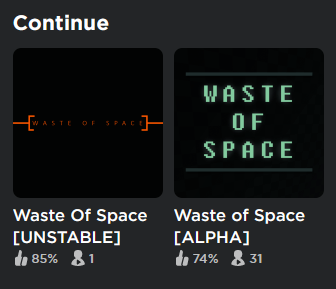 Continue
WASTE OF SPACE
WASTE
OF
SPACE
Waste Of Space
[UNSTABLE]
85% 1
Waste of Space
[ALPHA]
74% 31